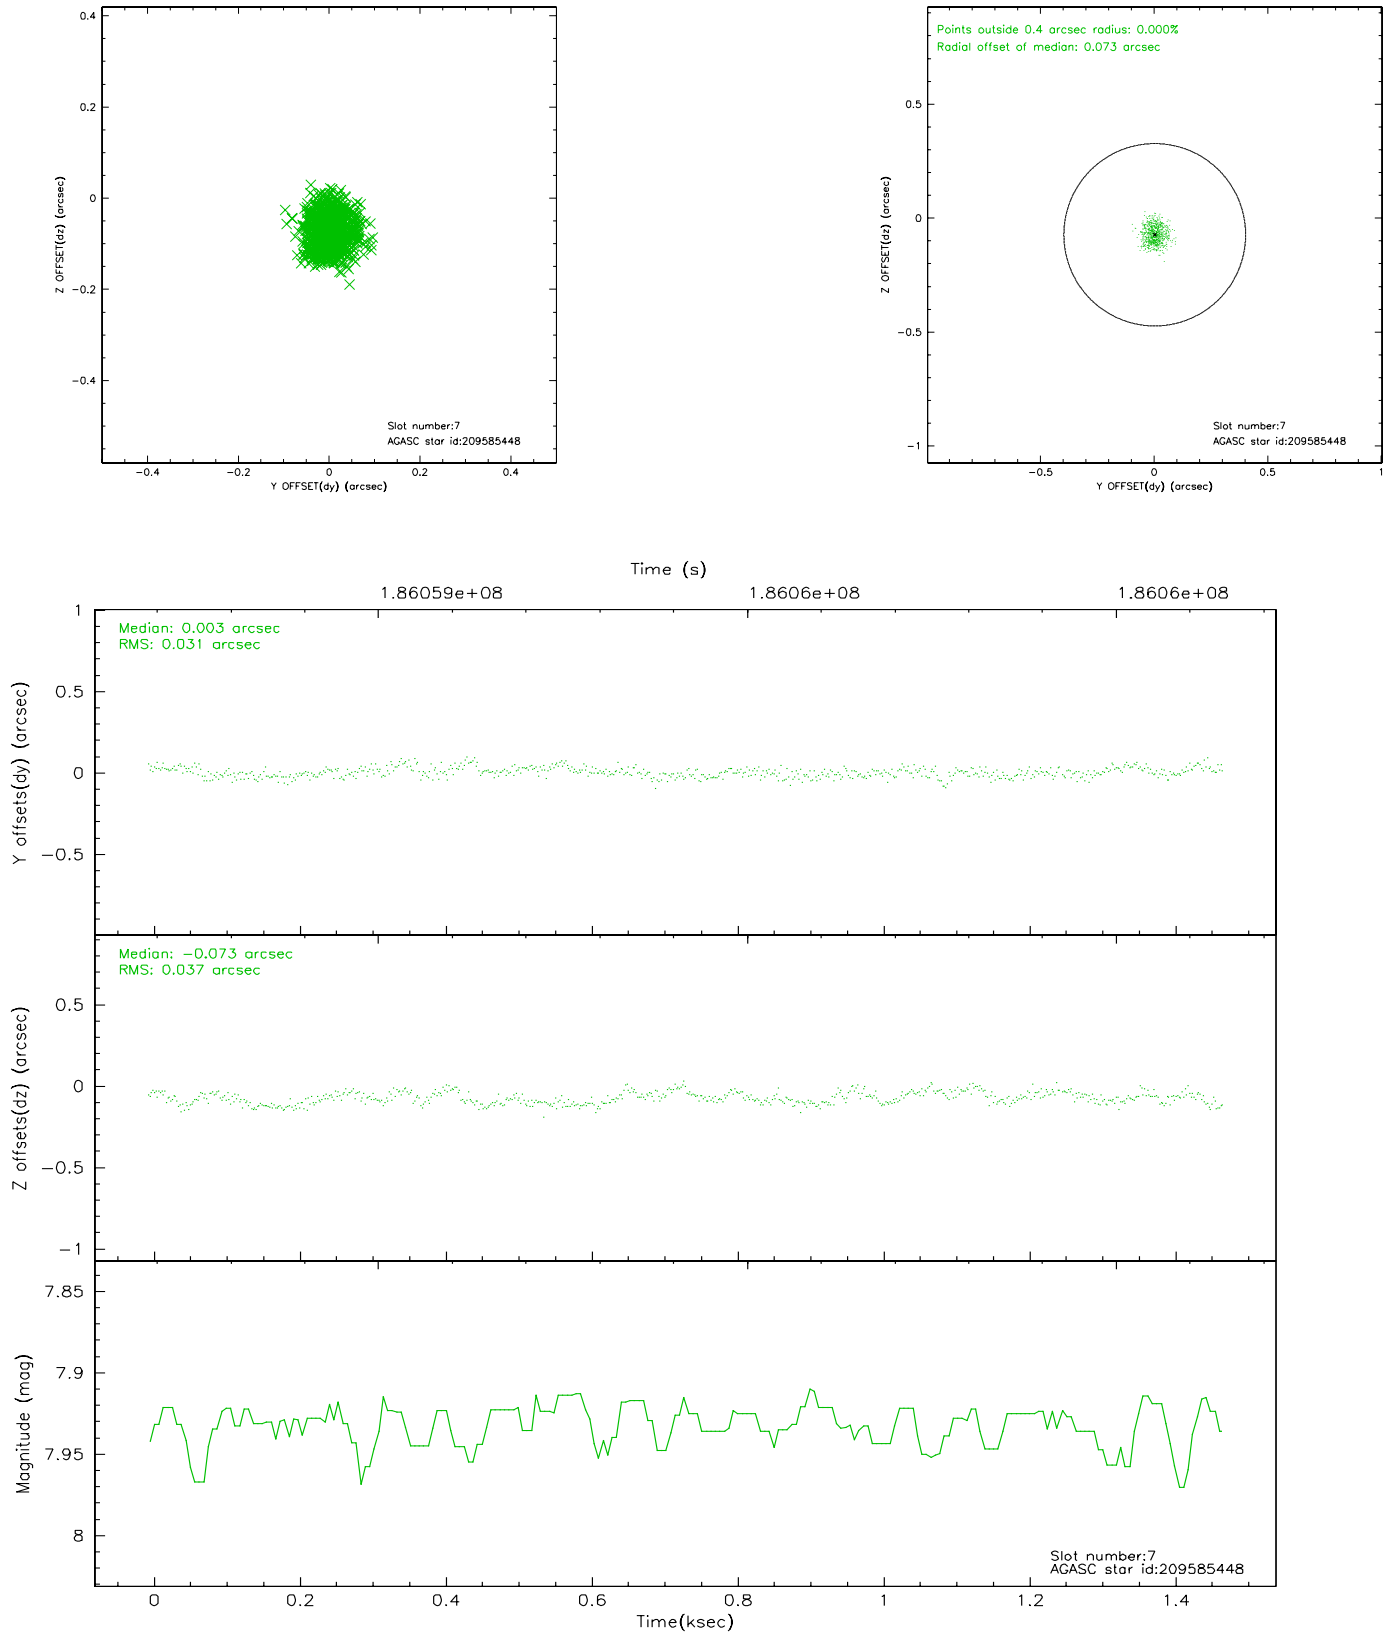 0.4
0.2
0
−0.2
−0.4
Z OFFSET(dz) (arcsec)
Slot number:7
AGASC star id:209585448
−0.4 −0.2 0 0.2 0.4
Y OFFSET(dy) (arcsec)
Points outside 0.4 arcsec radius: 0.000%
Radial offset of median: 0.073 arcsec
0.5
0
−0.5
−1
Z OFFSET(dz) (arcsec)
Slot number:7
AGASC star id:209585448
−0.5 0 0.5 1
Y OFFSET(dy) (arcsec)
Time (s)
1.86059e+08 1.8606e+08 1.8606e+08
Median: 0.003 arcsec
RMS: 0.031 arcsec
1
0.5
0
−0.5
Y offsets(dy) (arcsec)
Median: −0.073 arcsec
RMS: 0.037 arcsec
0.5
0
−0.5
−1
Z offsets(dz) (arcsec)
7.85
7.9
7.95
8
Magnitude (mag)
Slot number:7
AGASC star id:209585448
0 0.2 0.4 0.6 0.8 1 1.2 1.4
Time(ksec)